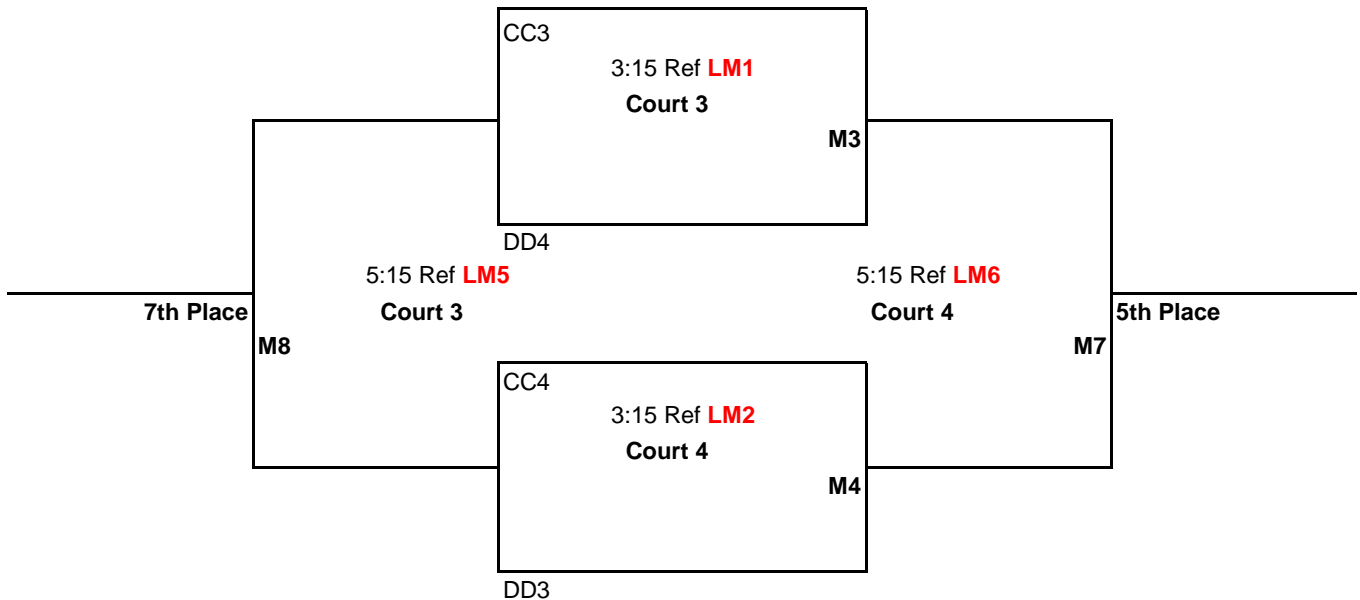 CC3
3:15 Ref LM1
Court 3
M3
DD4
5:15 Ref LM5
Court 3
5:15 Ref LM6
Court 4
7th Place
M8
5th Place
M7
CC4
3:15 Ref LM2
Court 4
M4
DD3